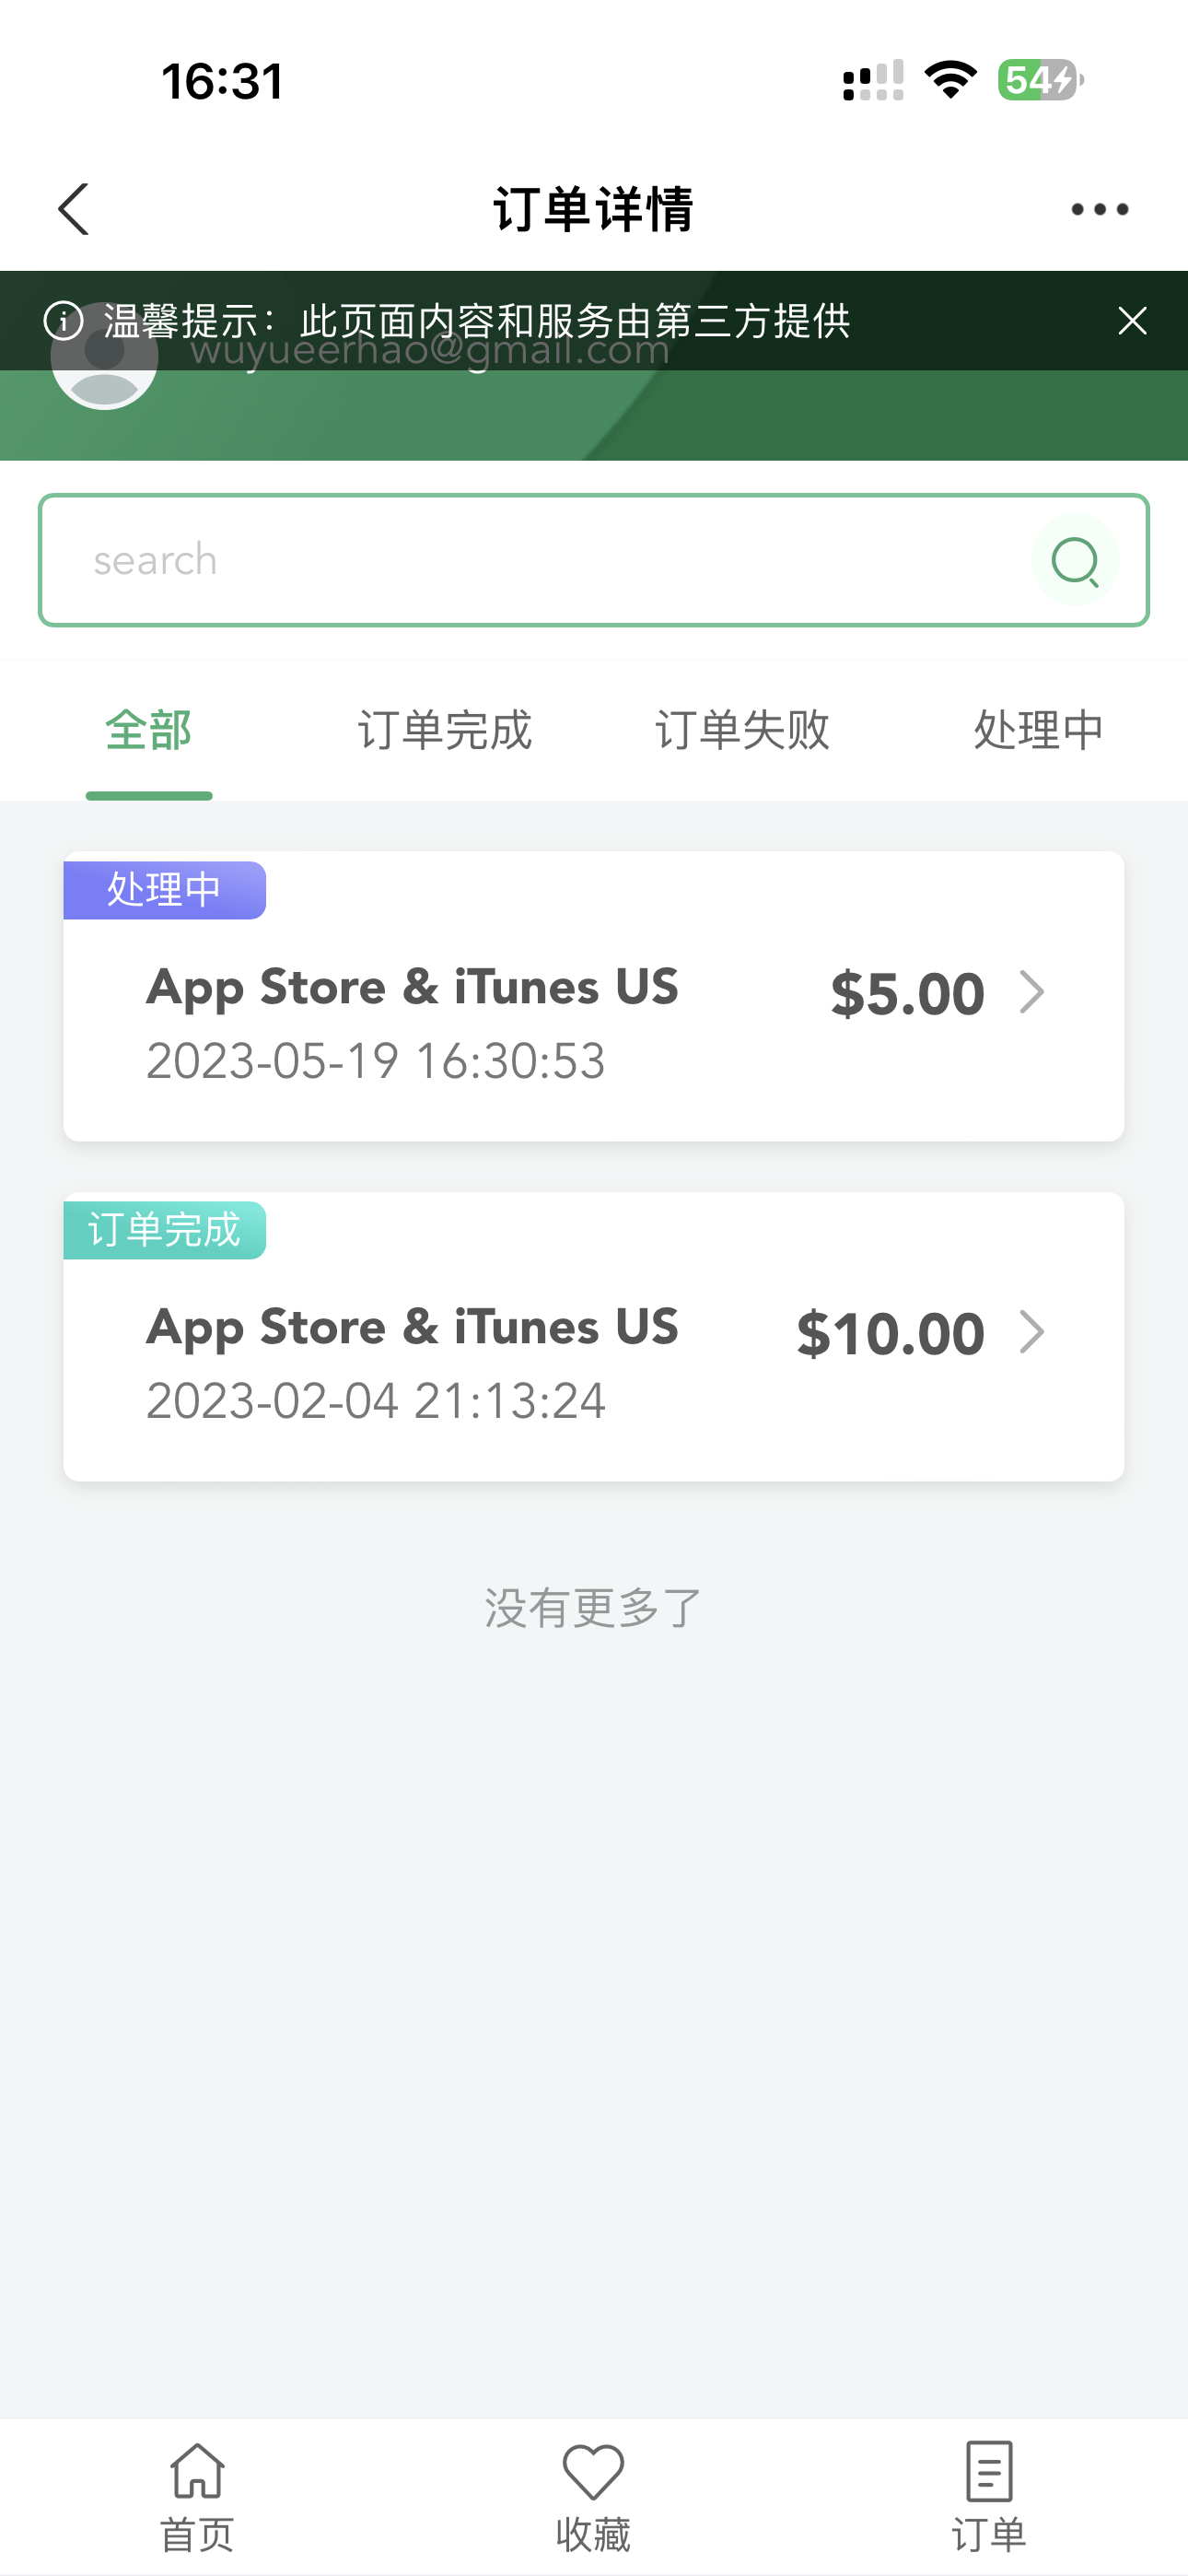 16:31
54
订单详情
温馨提示：此页面内容和服务由第三方提供
wuyueerhao@gmail.com
search
全部 订单完成 订单失败 处理中
处理中
App Store & iTunes US $5.00
2023-05-19 16:30:53
订单完成
App Store & iTunes US $10.00
2023-02-04 21:13:24
没有更多了
首页 收藏 订单